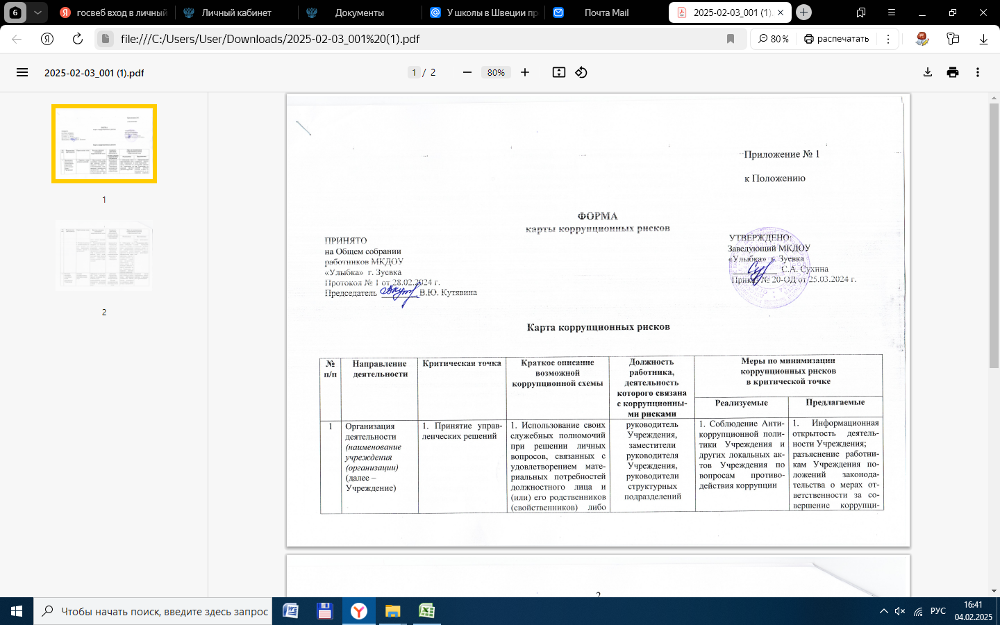 6
госвеб вход в личный
Личный кабинет
Документы
У школы в Швеции пр
Почта Mail
2025-02-03_001 (1).
file:///C:/Users/User/Downloads/2025-02-03_001%20(1).pdf
80 %
распечатать
2025-02-03_001 (1).pdf
1 / 2
80%
1
2
Приложение № 1
к Положению
ФОРМА
карты коррупционных рисков
ПРИНЯТО
на Общем собрании
работников МКДОУ
«Улыбка» г. Зуевка
Протокол № 1 от 28.02.2024 г.
Председатель В.Ю. Кутявина
УТВЕРЖДЕНО:
Заведующий МКДОУ
«Улыбка» г. Зуевка
С.А. Сухина
Приказ № 20-ОД от 25.03.2024 г.
Карта коррупционных рисков
№
п/п
Направление
деятельности
Критическая точка
Краткое описание
возможной
коррупционной схемы
Должность
работника,
деятельность
которого связана
с коррупционны-
ми рисками
Меры по минимизации
коррупционных рисков
в критической точке
Реализуемые
Предлагаемые
1
Организация
деятельности
(наименование
учреждения
(организации)
(далее –
Учреждение)
1. Принятие управ-
ленческих решений
1. Использование своих
служебных полномочий
при решении личных
вопросов, связанных с
удовлетворением мате-
риальных потребностей
должностного лица и
(или) его родственников
(свойственников) либо
руководитель
Учреждения,
заместители
руководителя
Учреждения,
руководители
структурных
подразделений
1. Соблюдение Анти-
коррупционной поли-
тики Учреждения и
других локальных ак-
тов Учреждения по
вопросам противо-
действия коррупции
1. Информационная
открытость деятель-
ности Учреждения;
разъяснение работни-
кам Учреждения по-
ложений законода-
тельства о мерах от-
ветственности за со-
вершение коррупци-
2
Чтобы начать поиск, введите здесь запрос
РУС
16:41
04.02.2025